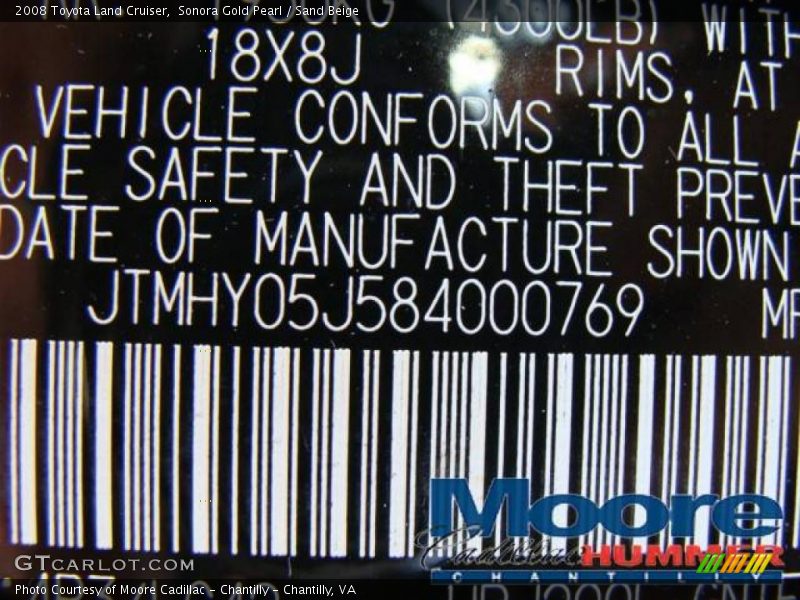 2008 Toyota Land Cruiser,  Sonora Gold Pearl / Sand Beige
(4300LB) WITH
18X8J RIMS, AT
VEHICLE CONFORMS TO ALL
CLE SAFETY AND THEFT PREVE
DATE OF MANUFACTURE SHOWN
JTMHY05J584000769
Moore
Cadillac HUMMER
CHANTILLY
GTCARLOT.COM
Photo Courtesy of Moore Cadillac - Chantilly - Chantilly, VA